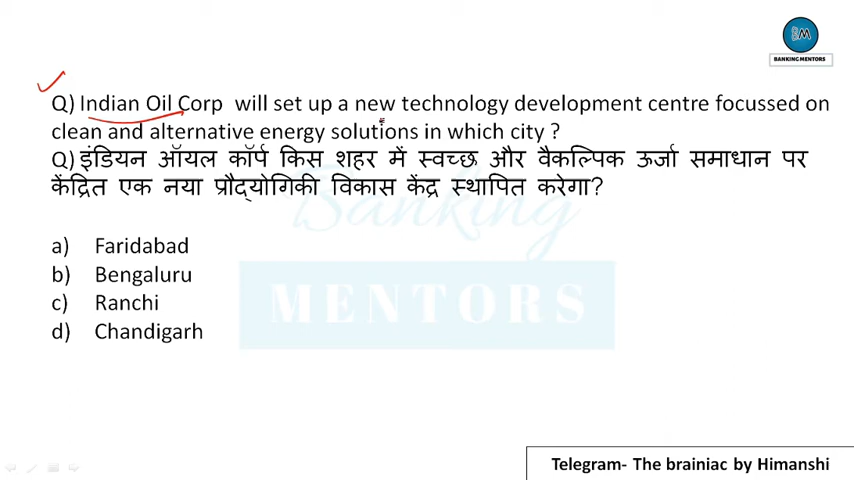 BM
BANKING MENTORS
Q) Indian Oil Corp will set up a new technology development centre focussed on
clean and alternative energy solutions in which city ?
Q) इंडियन ऑयल कॉर्प किस शहर में स्वच्छ और वैकल्पिक ऊर्जा समाधान पर
केंद्रित एक नया प्रौद्योगिकी विकास केंद्र स्थापित करेगा?
Banking
MENTORS
a) Faridabad
b) Bengaluru
c) Ranchi
d) Chandigarh
Telegram- The brainiac by Himanshi